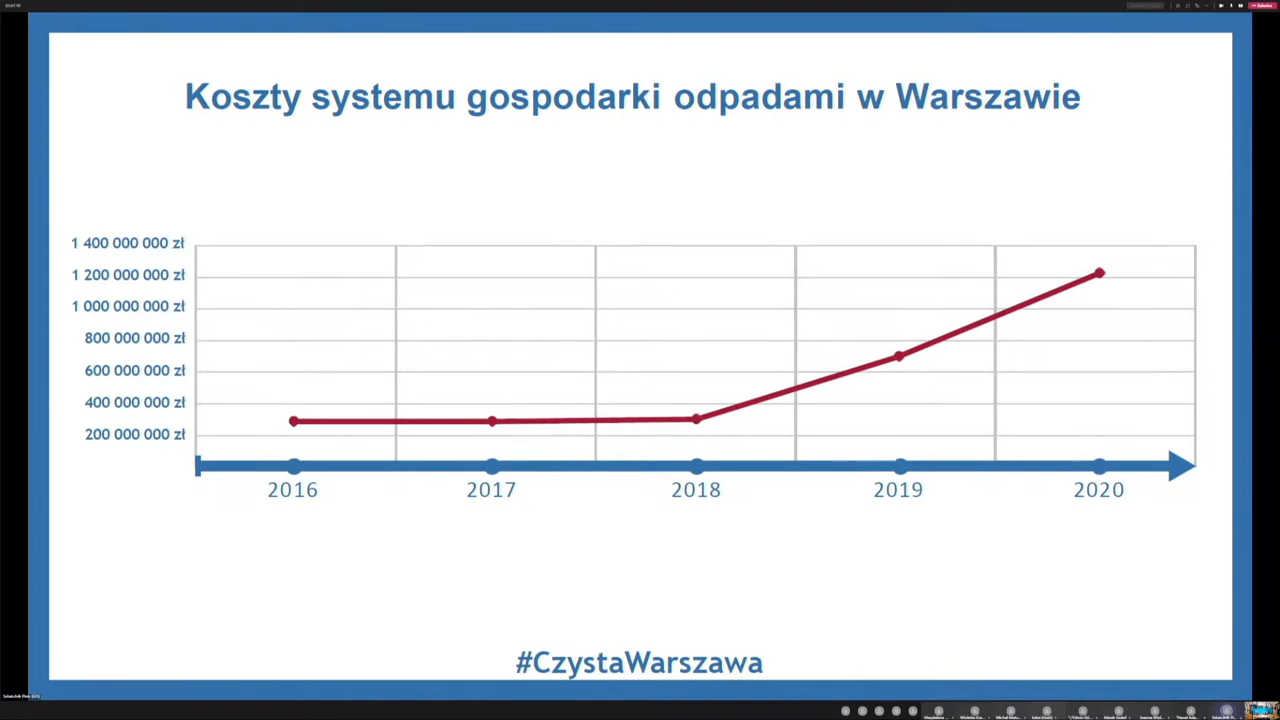 Koszty systemu gospodarki odpadami w Warszawie
1 400 000 000 zł
1 200 000 000 zł
1 000 000 000 zł
800 000 000 zł
600 000 000 zł
400 000 000 zł
200 000 000 zł
2016
2017
2018
2019
2020
#CzystaWarszawa